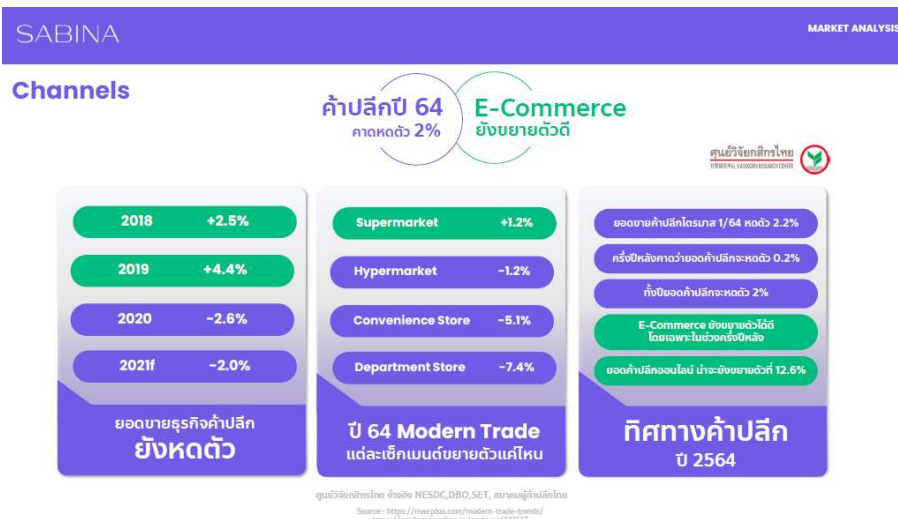 SABINA
MARKET ANALYSIS
Channels
ค้าปลีกปี 64
คาดหดตัว 2%
E-Commerce
ยังขยายตัวดี
ศูนย์วิจัยกสิกรไทย
KASIKORN RESEARCH CENTER
2018 +2.5%
2019 +4.4%
2020 -2.6%
2021f -2.0%
ยอดขายธุรกิจค้าปลีก
ยังหดตัว
Supermarket +1.2%
Hypermarket -1.2%
Convenience Store -5.1%
Department Store -7.4%
ปี 64 Modern Trade
แต่ละเซ็กเมนต์ขยายตัวแค่ไหน
ยอดขายค้าปลีกไตรมาส 1/64 หดตัว 2.2%
ครึ่งปีหลังคาดว่ายอดค้าปลีกจะหดตัว 0.2%
ทั้งปียอดค้าปลีกจะหดตัว 2%
E-Commerce ยังขยายตัวได้ดี
โดยเฉพาะในช่วงครึ่งปีหลัง
ยอดค้าปลีกออนไลน์ น่าจะยังขยายตัวที่ 12.6%
ทิศทางค้าปลีก
ปี 2564
ศูนย์วิจัยกสิกรไทย อ้างอิง NESDC,DBO,SET, สมาคมผู้ค้าปลีกไทย
Source : https://riverplus.com/modern-trade-trends/